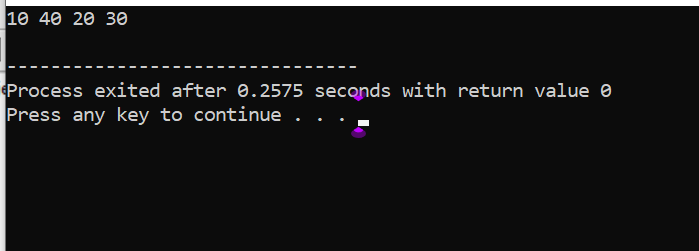 10 40 20 30
--------------------------------
Process exited after 0.2575 seconds with return value 0
Press any key to continue . . .